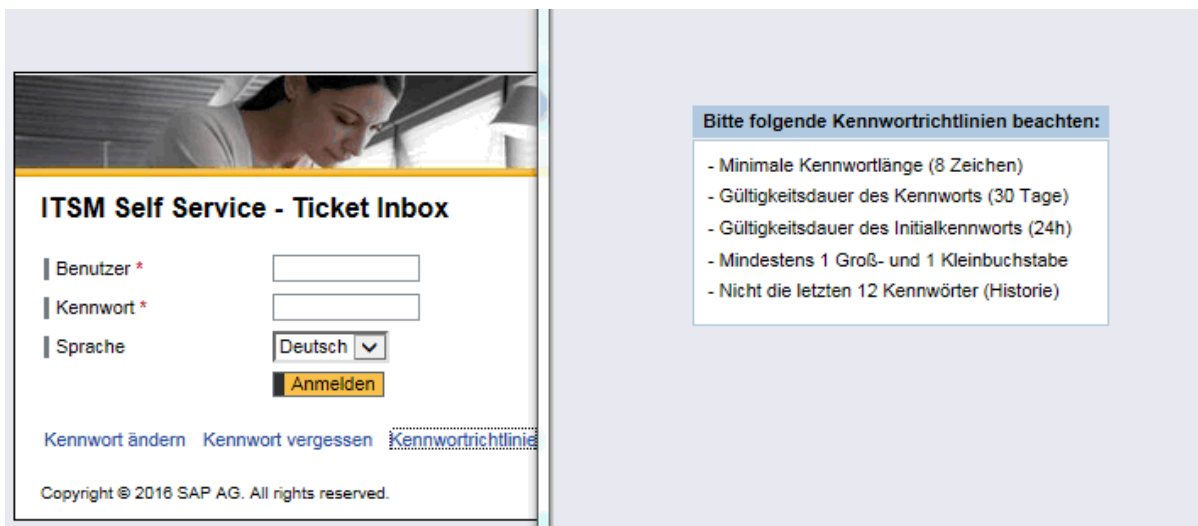 ITSM Self Service - Ticket Inbox
Benutzer *
Kennwort *
Sprache
Deutsch
Anmelden
Kennwort ändern Kennwort vergessen Kennwortrichtlinie
Copyright © 2016 SAP AG. All rights reserved.
Bitte folgende Kennwortrichtlinien beachten:
- Minimale Kennwortlänge (8 Zeichen)
- Gültigkeitsdauer des Kennworts (30 Tage)
- Gültigkeitsdauer des Initialkennworts (24h)
- Mindestens 1 Groß- und 1 Kleinbuchstabe
- Nicht die letzten 12 Kennwörter (Historie)